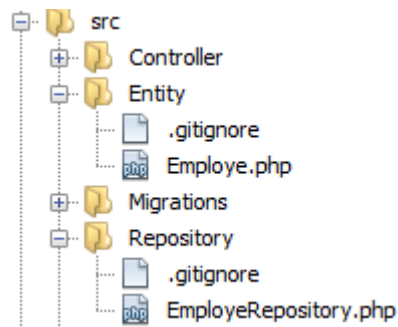 src
Controller
Entity
.gitignore
Employe.php
Migrations
Repository
.gitignore
EmployeRepository.php